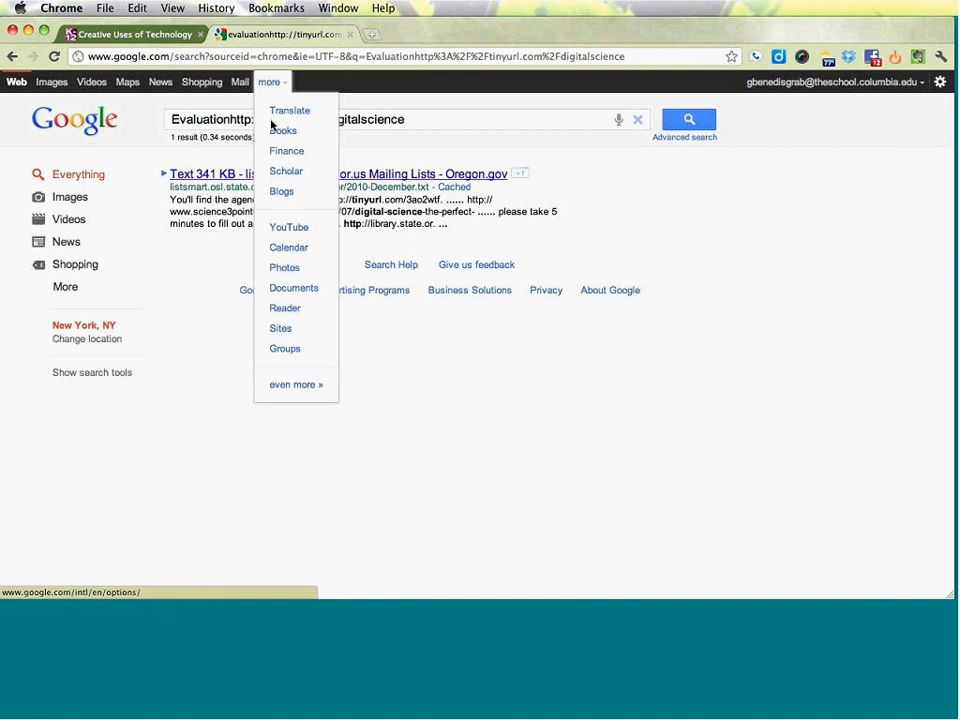 Chrome File Edit View History Bookmarks Window Help
Creative Uses of Technology × evaluationhttp://tinyurl.com ×
www.google.com/search?sourceid=chrome&ie=UTF-8&q=Evaluationhttp%3A%2F%2Ftinyurl.com%2Fdigitalscience
Web Images Videos Maps News Shopping Mail more gbenedisgrab@theschool.columbia.edu
Translate
Google Evaluationhttp: gitalscience
Books
1 result (0.34 seconds) Advanced search
Finance
Scholar
Everything Text 341 KB - lis or.us Mailing Lists - Oregon.gov +1
listsmart.osl.state. r/2010-December.txt - Cached
Blogs
Images You'll find the agen p://tinyurl.com/3ao2wtf. ...... http://
www.science3point /07/digital-science-the-perfect- ...... please take 5
Videos minutes to fill out a http://library.state.or. ...
YouTube
News
Calendar
Shopping Photos Search Help Give us feedback
More Documents rtising Programs Business Solutions Privacy About Google
Reader
New York, NY Sites
Change location
Groups
Show search tools
even more »
www.google.com/intl/en/options/